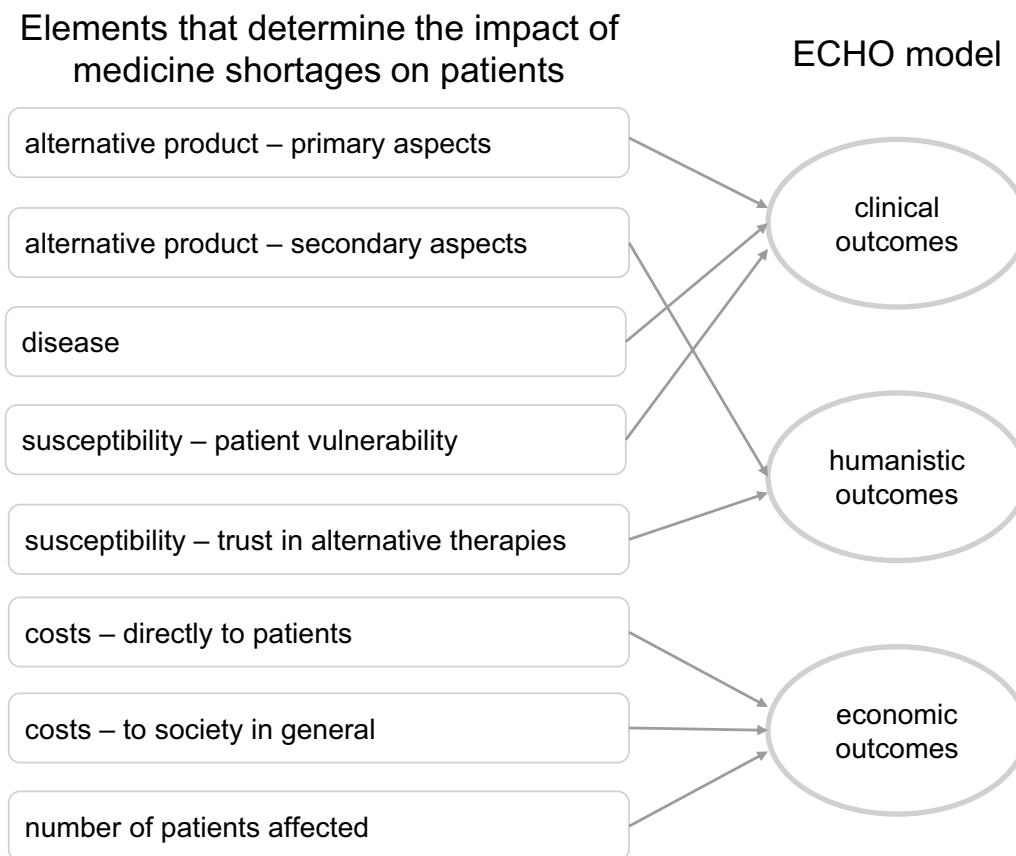 Elements that determine the impact of
medicine shortages on patients
ECHO model
alternative product – primary aspects
alternative product – secondary aspects
disease
susceptibility – patient vulnerability
susceptibility – trust in alternative therapies
costs – directly to patients
costs – to society in general
number of patients affected
clinical
outcomes
humanistic
outcomes
economic
outcomes